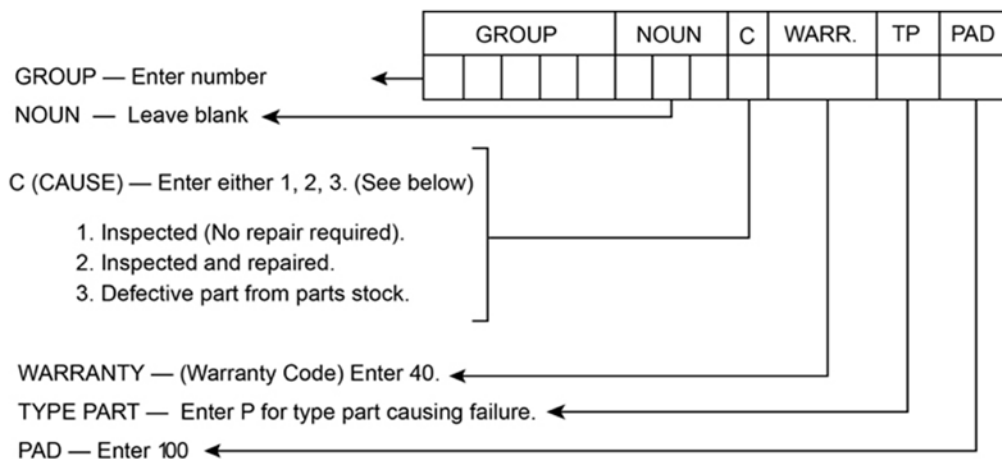 GROUP NOUN C WARR. TP PAD
GROUP — Enter number
NOUN — Leave blank
C (CAUSE) — Enter either 1, 2, 3. (See below)
1. Inspected (No repair required).
2. Inspected and repaired.
3. Defective part from parts stock.
WARRANTY — (Warranty Code) Enter 40.
TYPE PART — Enter P for type part causing failure.
PAD — Enter 100